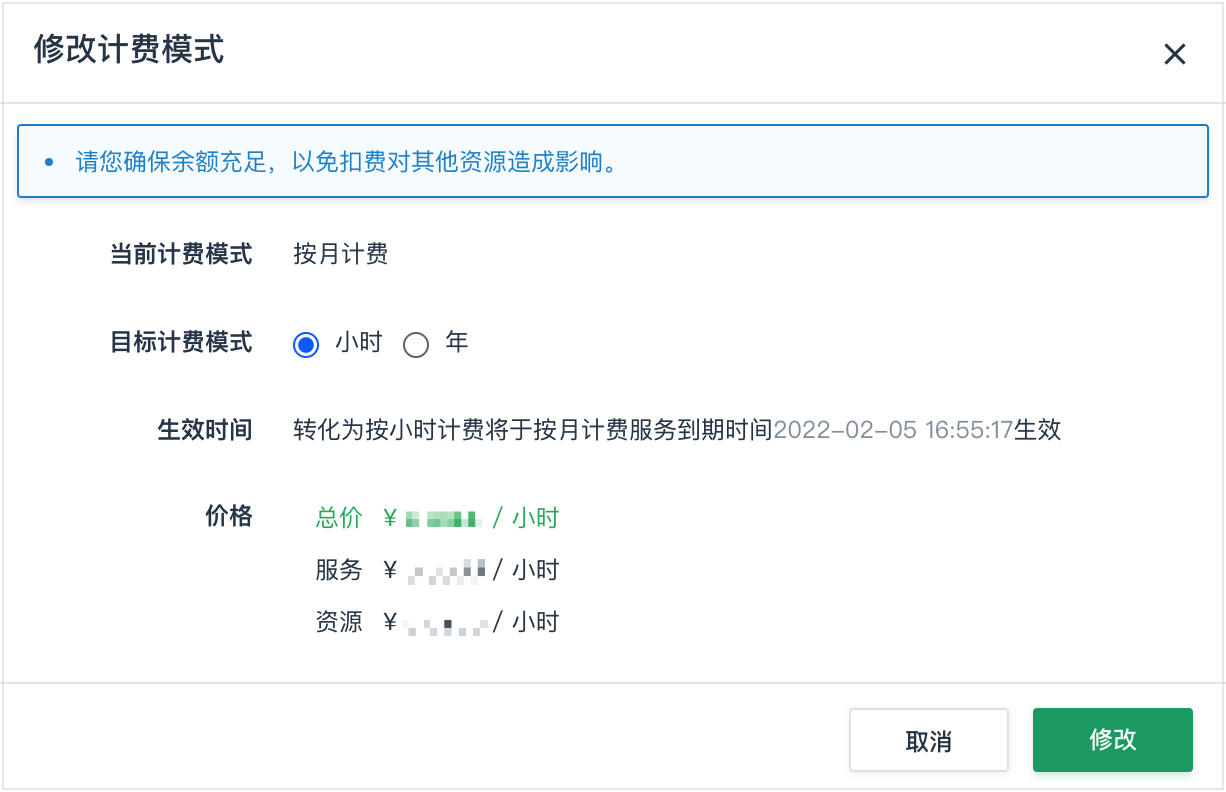 修改计费模式
请您确保余额充足，以免扣费对其他资源造成影响。
当前计费模式 按月计费
目标计费模式 小时 年
生效时间 转化为按小时计费将于按月计费服务到期时间2022-02-05 16:55:17生效
价格 总价 ¥ / 小时
服务 ¥ / 小时
资源 ¥ / 小时
取消 修改